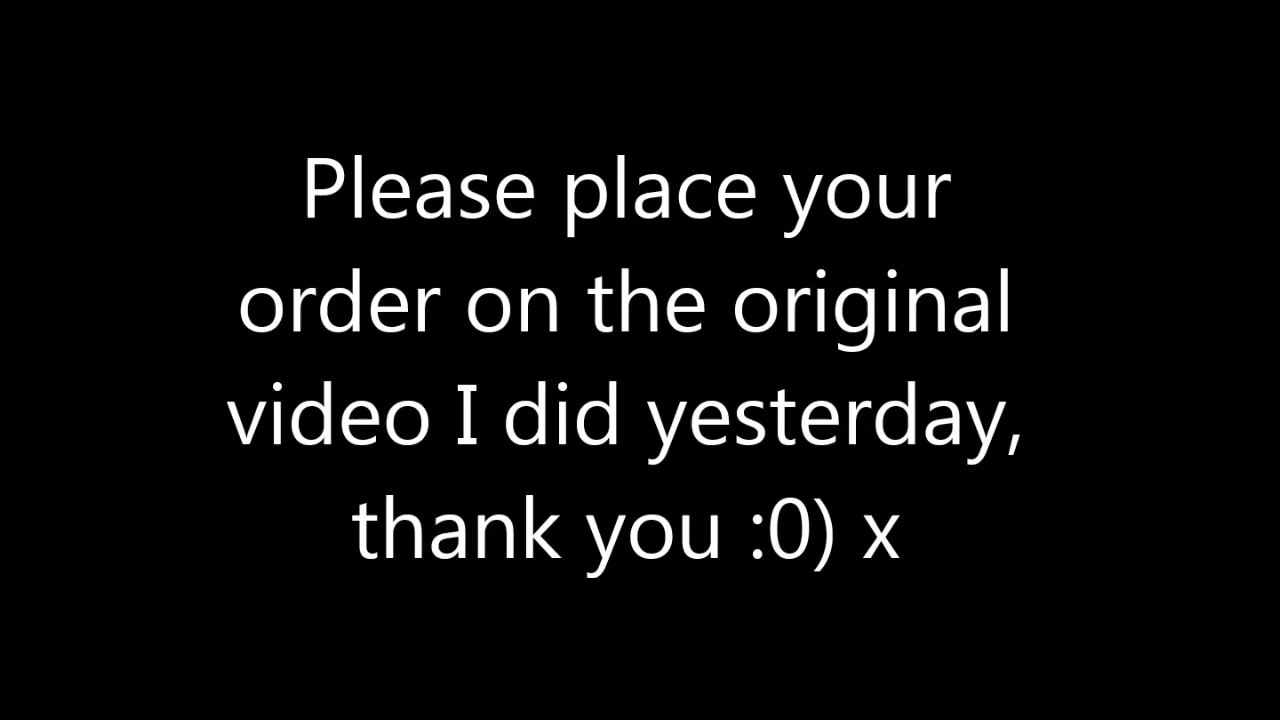 Please place your
order on the original
video I did yesterday,
thank you :0) x